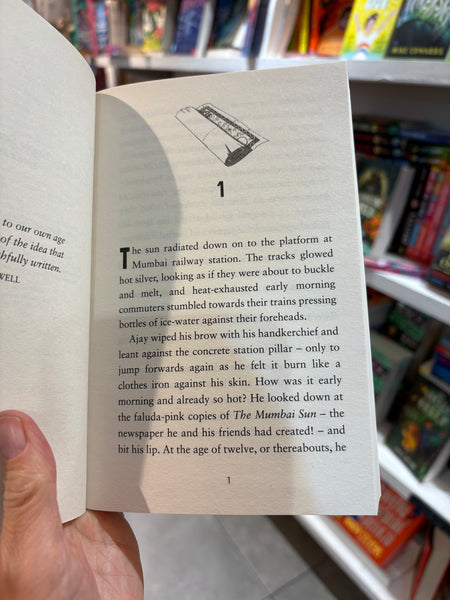 to our own age
of the idea that
hfully written.
WELL
1
The sun radiated down on to the platform at
Mumbai railway station. The tracks glowed
hot silver, looking as if they were about to buckle
and melt, and heat-exhausted early morning
commuters stumbled towards their trains pressing
bottles of ice-water against their foreheads.
Ajay wiped his brow with his handkerchief and
leant against the concrete station pillar – only to
jump forwards again as he felt it burn like a
clothes iron against his skin. How was it early
morning and already so hot? He looked down at
the faluda-pink copies of The Mumbai Sun – the
newspaper he and his friends had created! – and
bit his lip. At the age of twelve, or thereabouts, he
1
MIKE EDWARDS